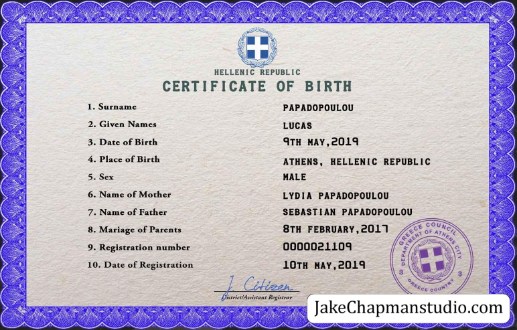 HELLENIC REPUBLIC
CERTIFICATE OF BIRTH
1. Surname PAPADOPOULOU
2. Given Names LUCAS
3. Date of Birth 9TH MAY,2019
4. Place of Birth ATHENS, HELLENIC REPUBLIC
5. Sex MALE
6. Name of Mother LYDIA PAPADOPOULOU
7. Name of Father SEBASTIAN PAPADOPOULOU
8. Mariage of Parents 8TH FEBRUARY,2017
9. Registration number 0000021109
10. Date of Registration 10TH MAY,2019
GREECE COUNCIL
DEPARTMENT OF ATHENS CITY
GREECE COUNTRY
J Citizen
District/Assistant Registrar
JakeChapmanstudio.com